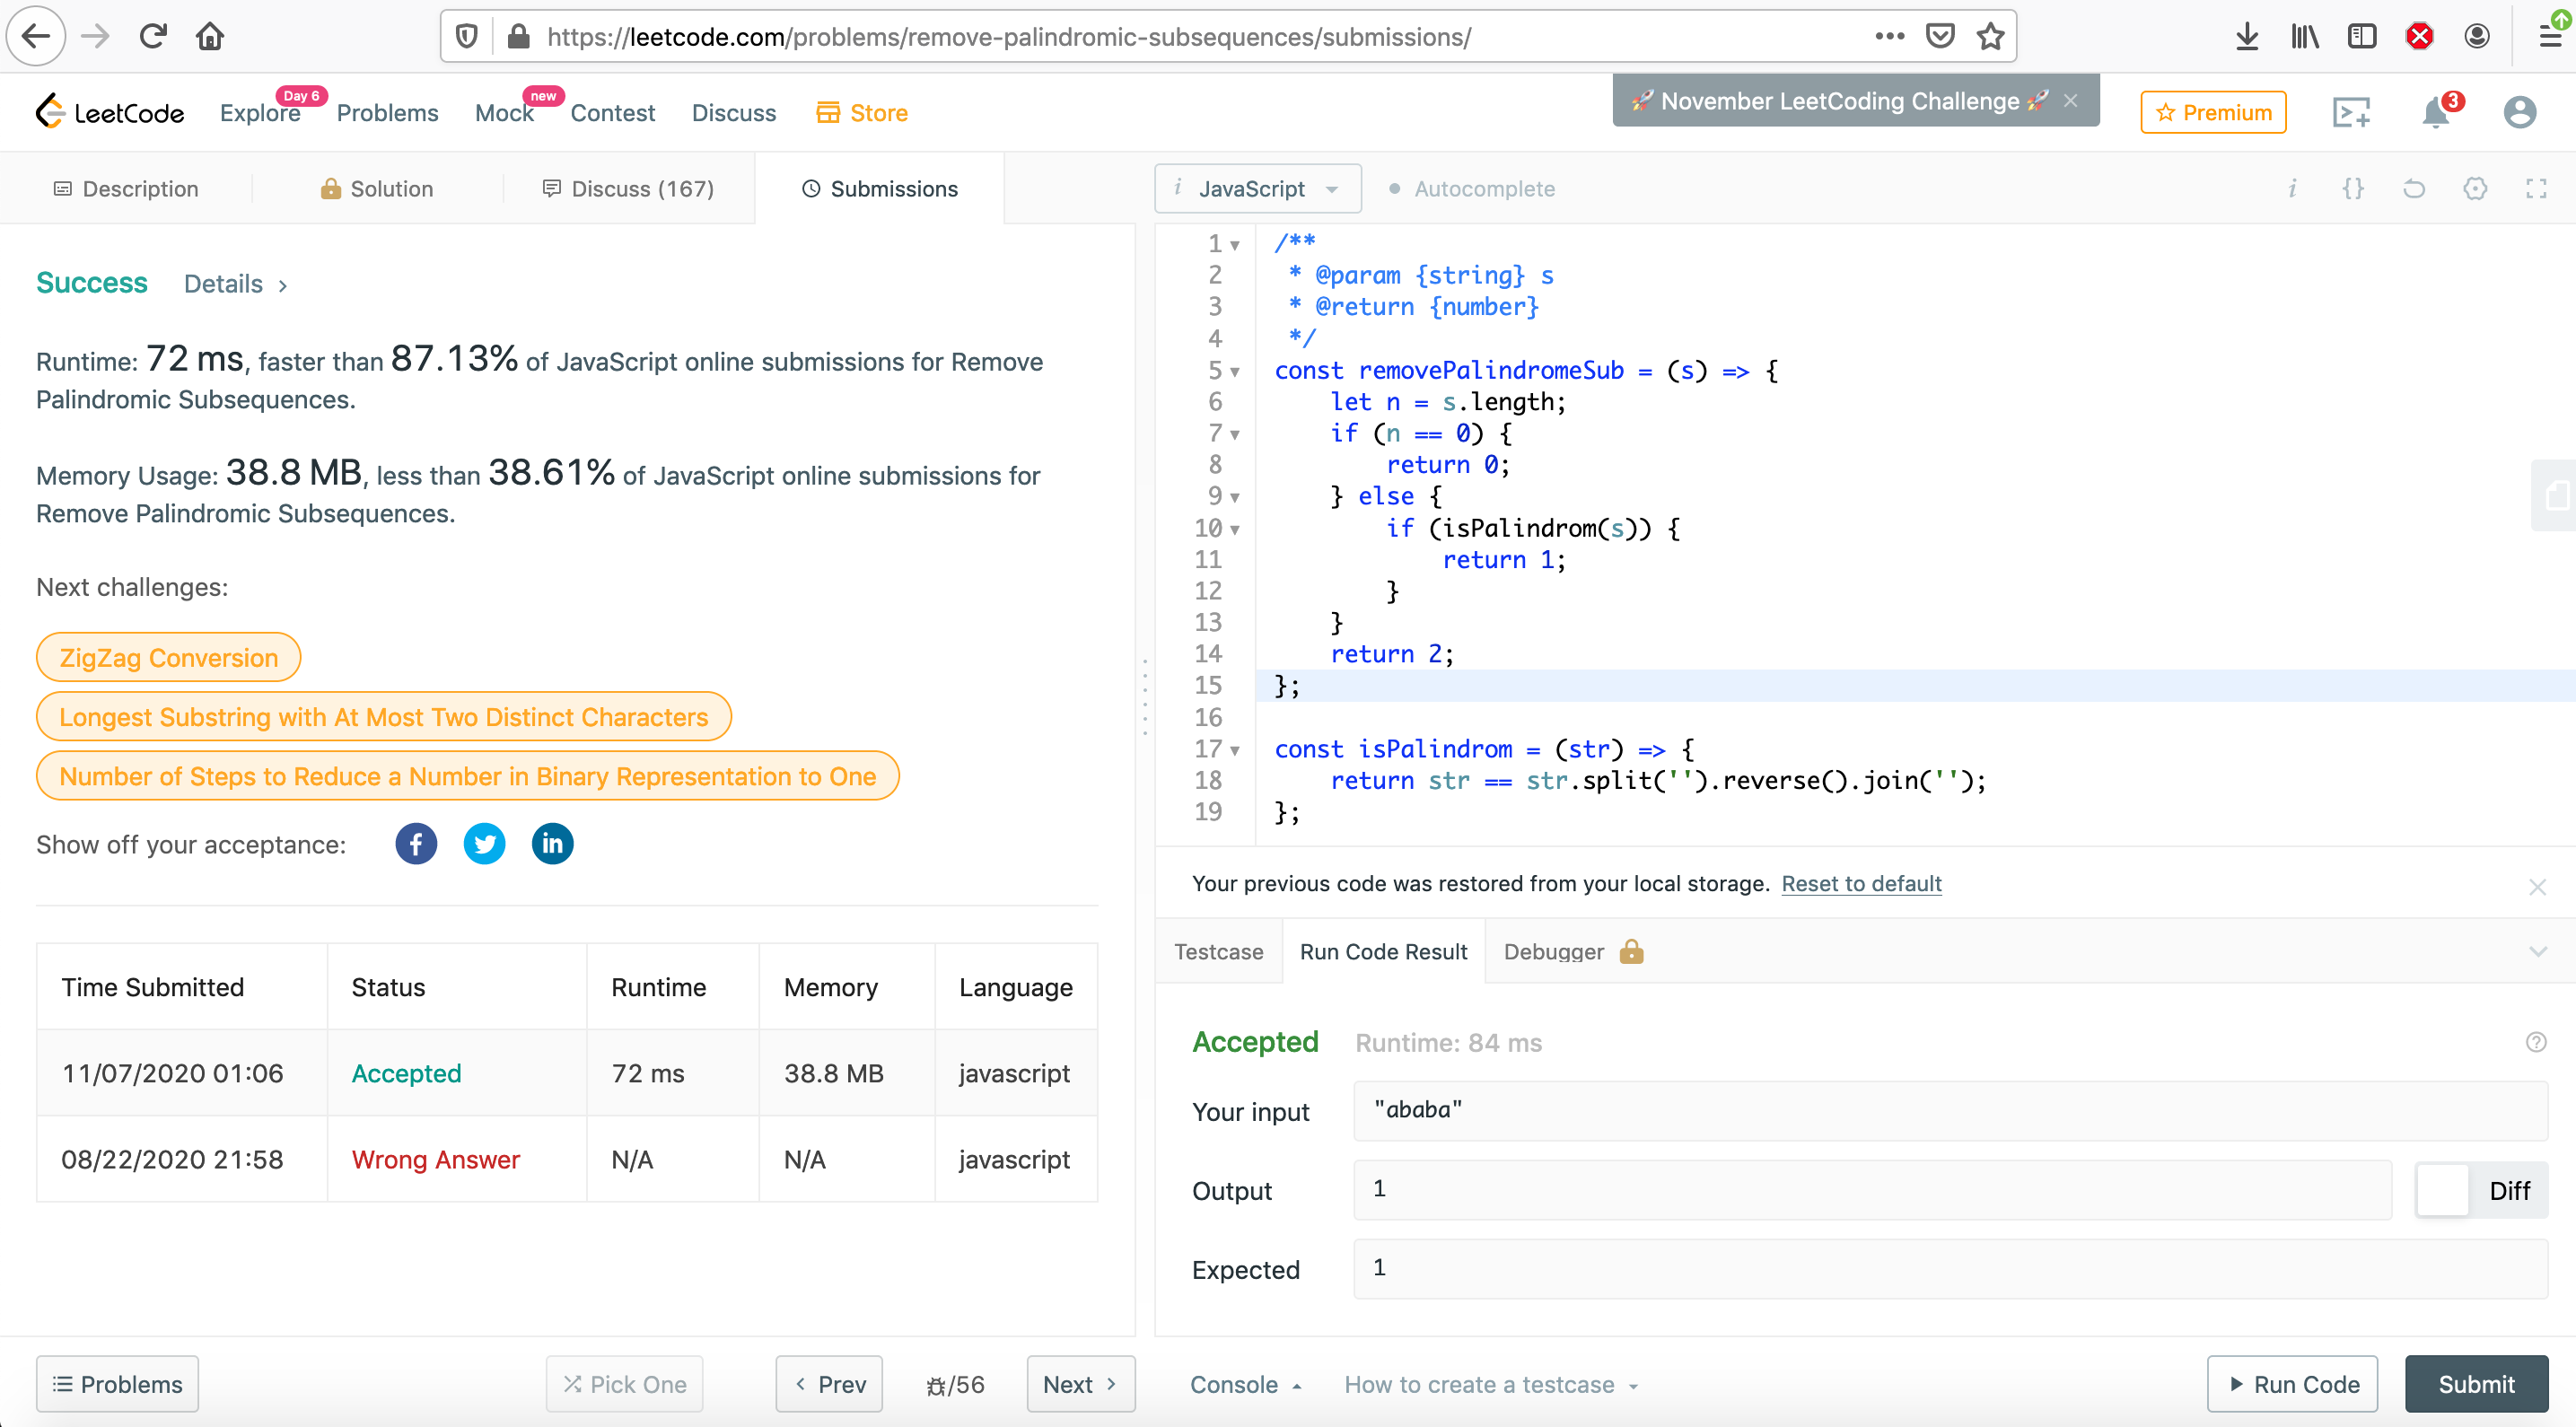 https://leetcode.com/problems/remove-palindromic-subsequences/submissions/
LeetCode
Explore Day 6 Problems Mock new Contest Discuss Store
🚀 November LeetCoding Challenge 🚀 ×
Premium
3
Description
Solution
Discuss (167)
Submissions
i JavaScript
Autocomplete
i {}
Success Details >
Runtime: 72 ms, faster than 87.13% of JavaScript online submissions for Remove
Palindromic Subsequences.
Memory Usage: 38.8 MB, less than 38.61% of JavaScript online submissions for
Remove Palindromic Subsequences.
Next challenges:
ZigZag Conversion
Longest Substring with At Most Two Distinct Characters
Number of Steps to Reduce a Number in Binary Representation to One
Show off your acceptance: f in
Time Submitted Status Runtime Memory Language
11/07/2020 01:06 Accepted 72 ms 38.8 MB javascript
08/22/2020 21:58 Wrong Answer N/A N/A javascript
1 /**
2  * @param {string} s
3  * @return {number}
4  */
5 const removePalindromeSub = (s) => {
6     let n = s.length;
7     if (n == 0) {
8         return 0;
9     } else {
10         if (isPalindrom(s)) {
11             return 1;
12         }
13     }
14     return 2;
15 };
16
17 const isPalindrom = (str) => {
18     return str == str.split('').reverse().join('');
19 };
Your previous code was restored from your local storage. Reset to default
Testcase Run Code Result Debugger
Accepted Runtime: 84 ms
Your input "ababa"
Output 1 Diff
Expected 1
Problems
Pick One
Prev
/56
Next
Console
How to create a testcase
Run Code
Submit